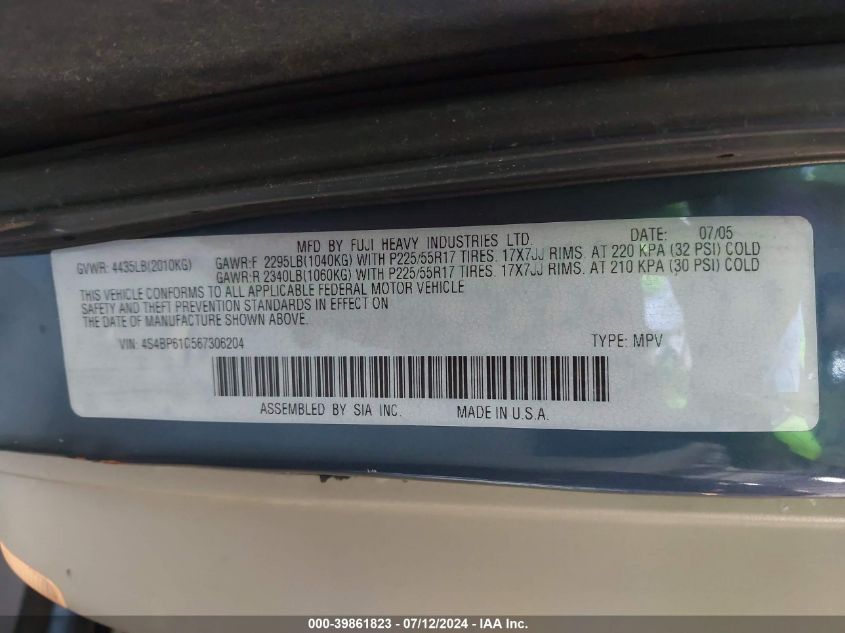 MFD BY FUJI HEAVY INDUSTRIES LTD. DATE: 07/05
GVWR: 4435LB(2010KG) GAWR:F 2295LB(1040KG) WITH P225/55R17 TIRES. 17X7JJ RIMS. AT 220 KPA (32 PSI) COLD
GAWR:R 2340LB(1060KG) WITH P225/55R17 TIRES. 17X7JJ RIMS. AT 210 KPA (30 PSI) COLD
THIS VEHICLE CONFORMS TO ALL APPLICABLE FEDERAL MOTOR VEHICLE
SAFETY AND THEFT PREVENTION STANDARDS IN EFFECT ON
THE DATE OF MANUFACTURE SHOWN ABOVE.
VIN: 4S4BP61C567306204 TYPE: MPV
ASSEMBLED BY SIA INC. MADE IN U.S.A.
000-39861823 - 07/12/2024 - IAA Inc.